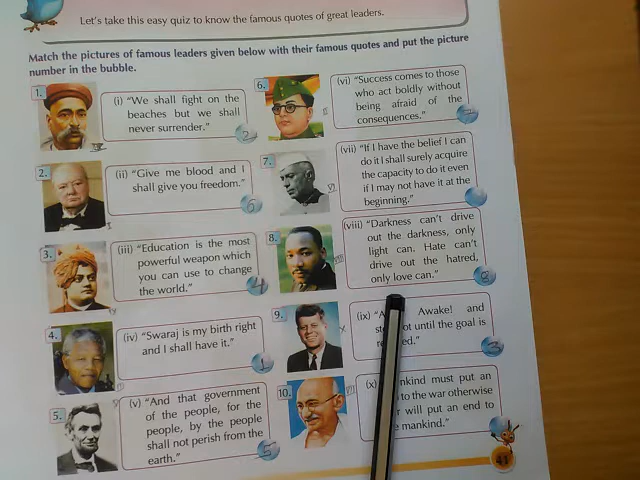 Let's take this easy quiz to know the famous quotes of great leaders.
Match the pictures of famous leaders given below with their famous quotes and put the picture
number in the bubble.
1.
(i) "We shall fight on the
beaches but we shall
never surrender."
2
2.
(ii) "Give me blood and I
shall give you freedom."
6
3.
(iii) "Education is the most
powerful weapon which
you can use to change
the world."
4
4.
(iv) "Swaraj is my birth right
and I shall have it."
1
5.
(v) "And that government
of the people, for the
people, by the people
shall not perish from the
earth."
5
6.
(vi) "Success comes to those
who act boldly without
being afraid of the
consequences."
7.
(vii) "If I have the belief I can
do it I shall surely acquire
the capacity to do it even
if I may not have it at the
beginning."
8.
(viii) "Darkness can't drive
out the darkness, only
light can. Hate can't
drive out the hatred,
only love can."
8
9.
(ix) Awake! and
until the goal is
3
10.
(x) must put an
to the war otherwise
will put an end to
mankind."
41